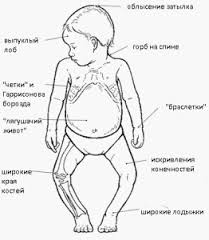 облысение затылка
выпуклый
лоб
горб на спине
"четки" и
Гаррисонова
борозда
"браслетки"
"лягушачий
живот"
искривления
конечностей
широкие
края
костей
широкие лодыжки